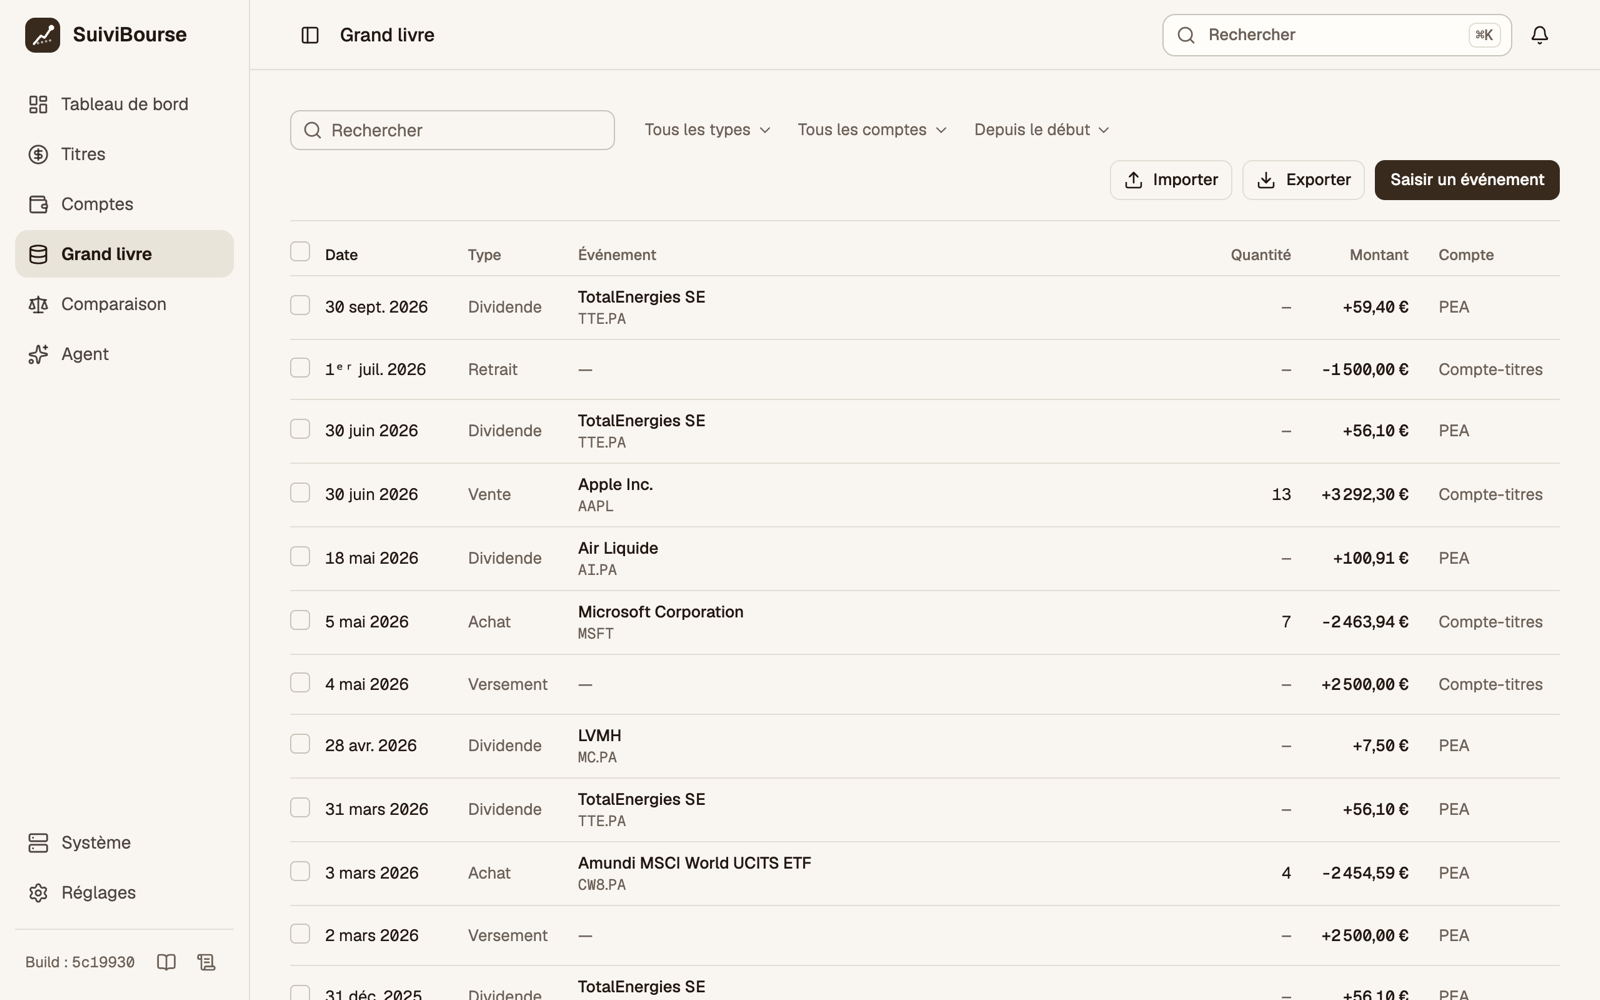 SuiviBourse
Grand livre
Rechercher ⌘K
Tableau de bord
Titres
Comptes
Grand livre
Comparaison
Agent
Système
Réglages
Build : 5c19930
Rechercher
Tous les types
Tous les comptes
Depuis le début
Importer
Exporter
Saisir un événement
Date Type Événement Quantité Montant Compte
30 sept. 2026 Dividende TotalEnergies SE – +59,40 € PEA
TTE.PA
1ᵉʳ juil. 2026 Retrait — – -1 500,00 € Compte-titres
30 juin 2026 Dividende TotalEnergies SE – +56,10 € PEA
TTE.PA
30 juin 2026 Vente Apple Inc. 13 +3 292,30 € Compte-titres
AAPL
18 mai 2026 Dividende Air Liquide – +100,91 € PEA
AI.PA
5 mai 2026 Achat Microsoft Corporation 7 -2 463,94 € Compte-titres
MSFT
4 mai 2026 Versement — – +2 500,00 € Compte-titres
28 avr. 2026 Dividende LVMH – +7,50 € PEA
MC.PA
31 mars 2026 Dividende TotalEnergies SE – +56,10 € PEA
TTE.PA
3 mars 2026 Achat Amundi MSCI World UCITS ETF 4 -2 454,59 € PEA
CW8.PA
2 mars 2026 Versement — – +2 500,00 € PEA
31 déc. 2025 Dividende TotalEnergies SE – +56,10 € PEA